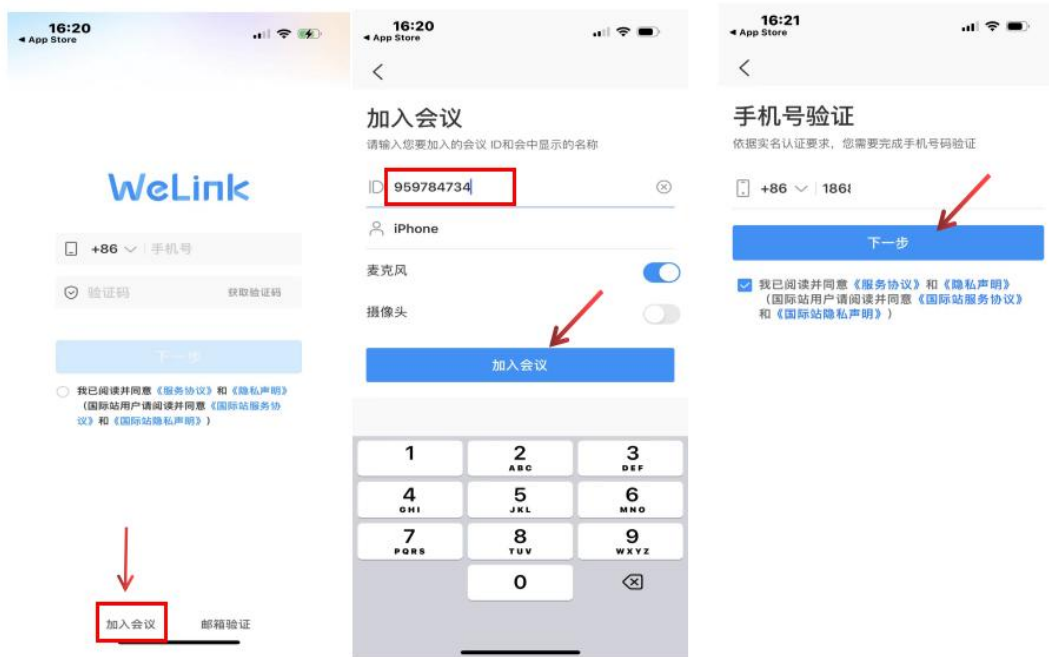 16:20
◀ App Store
WeLink
+86 手机号
验证码 获取验证码
下一步
我已阅读并同意《服务协议》和《隐私声明》
（国际站用户请阅读并同意《国际站服务协
议》和《国际站隐私声明》）
加入会议 邮箱验证
16:20
◀ App Store
加入会议
请输入您要加入的会议 ID和会中显示的名称
ID 959784734
iPhone
麦克风
摄像头
加入会议
1 2 3
ABC DEF
4 5 6
GHI JKL MNO
7 8 9
PQRS TUV WXYZ
0
16:21
◀ App Store
手机号验证
依据实名认证要求，您需要完成手机号码验证
+86 1868
下一步
我已阅读并同意《服务协议》和《隐私声明》
（国际站用户请阅读并同意《国际站服务协议》
和《国际站隐私声明》）